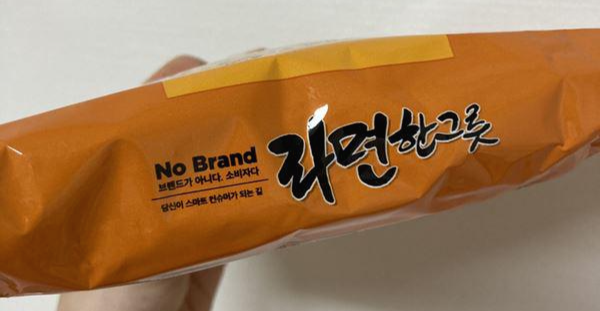 No Brand
브랜드가 아니다. 소비자다
당신이 스마트 컨슈머가 되는 길
라면한그릇